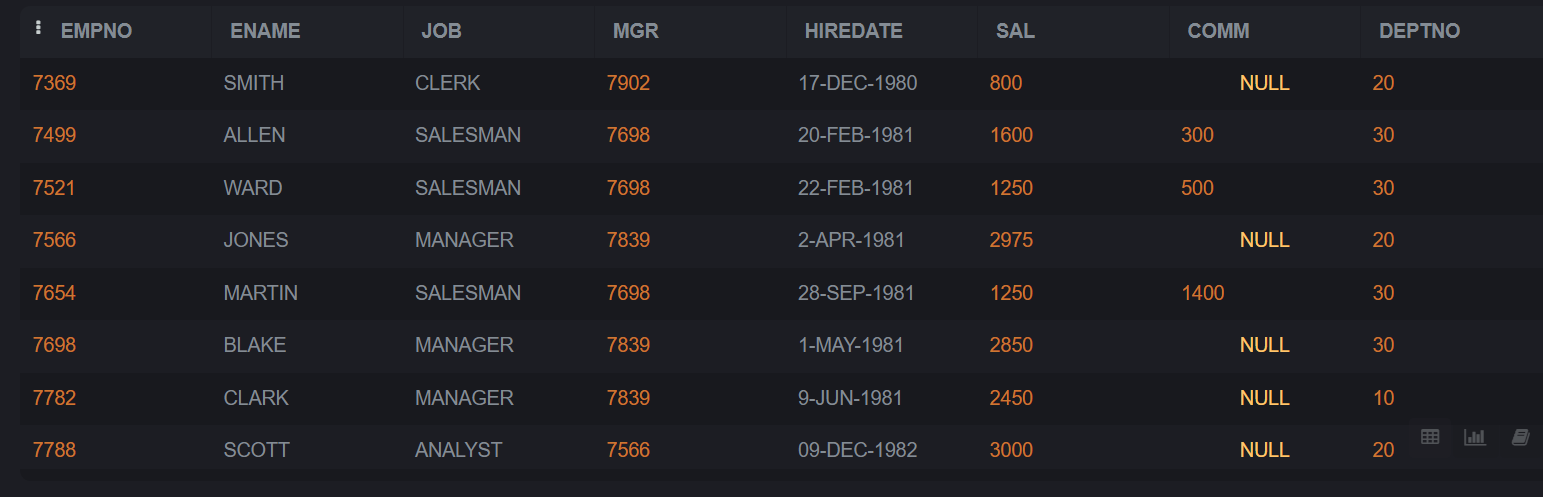 EMPNO ENAME JOB MGR HIREDATE SAL COMM DEPTNO
7369 SMITH CLERK 7902 17-DEC-1980 800 NULL 20
7499 ALLEN SALESMAN 7698 20-FEB-1981 1600 300 30
7521 WARD SALESMAN 7698 22-FEB-1981 1250 500 30
7566 JONES MANAGER 7839 2-APR-1981 2975 NULL 20
7654 MARTIN SALESMAN 7698 28-SEP-1981 1250 1400 30
7698 BLAKE MANAGER 7839 1-MAY-1981 2850 NULL 30
7782 CLARK MANAGER 7839 9-JUN-1981 2450 NULL 10
7788 SCOTT ANALYST 7566 09-DEC-1982 3000 NULL 20